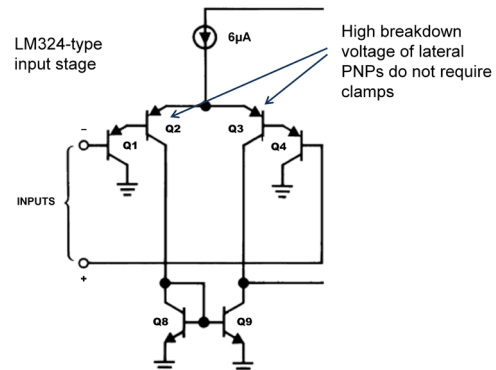 LM324-type
input stage
6μA
High breakdown
voltage of lateral
PNPs do not require
clamps
Q2
Q3
Q1
Q4
−
INPUTS
+
Q8
Q9